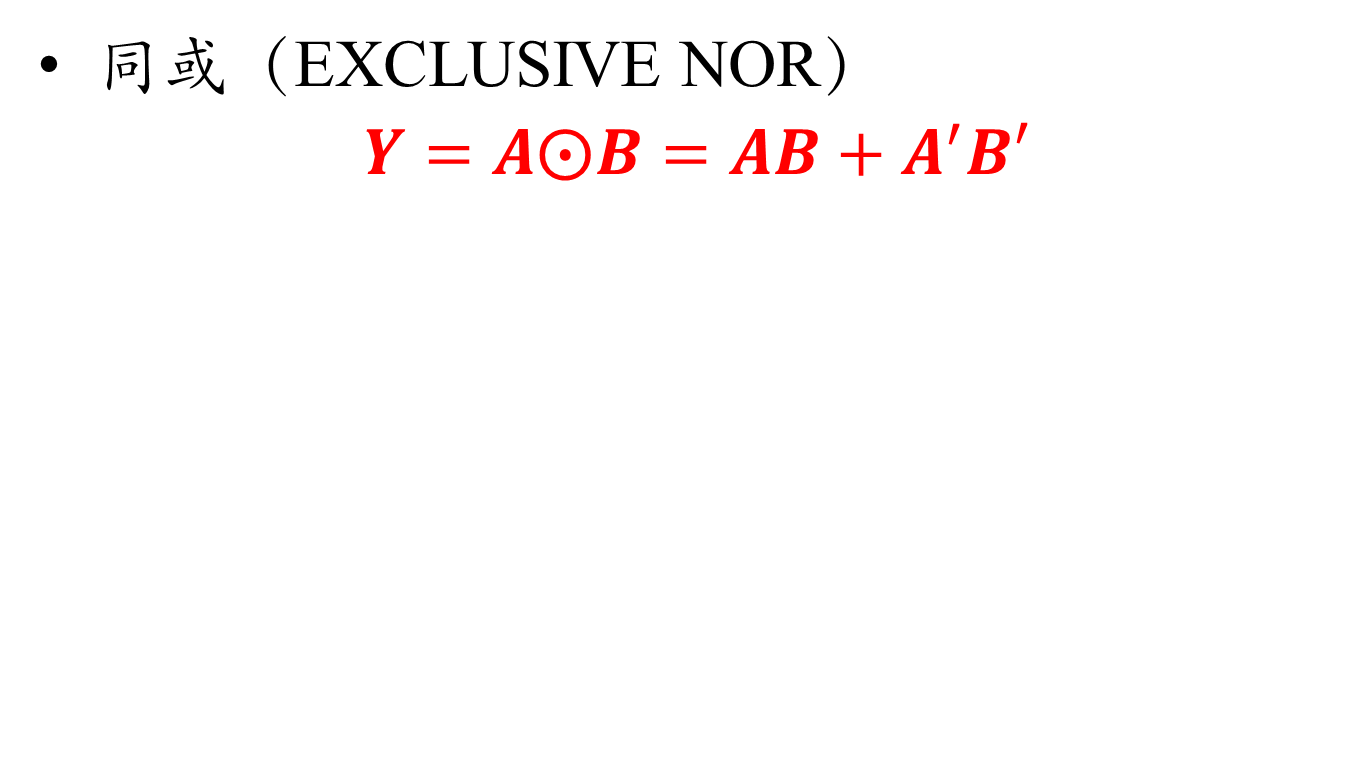 • 同或（EXCLUSIVE NOR）
Y = A⊙B = AB + A′B′